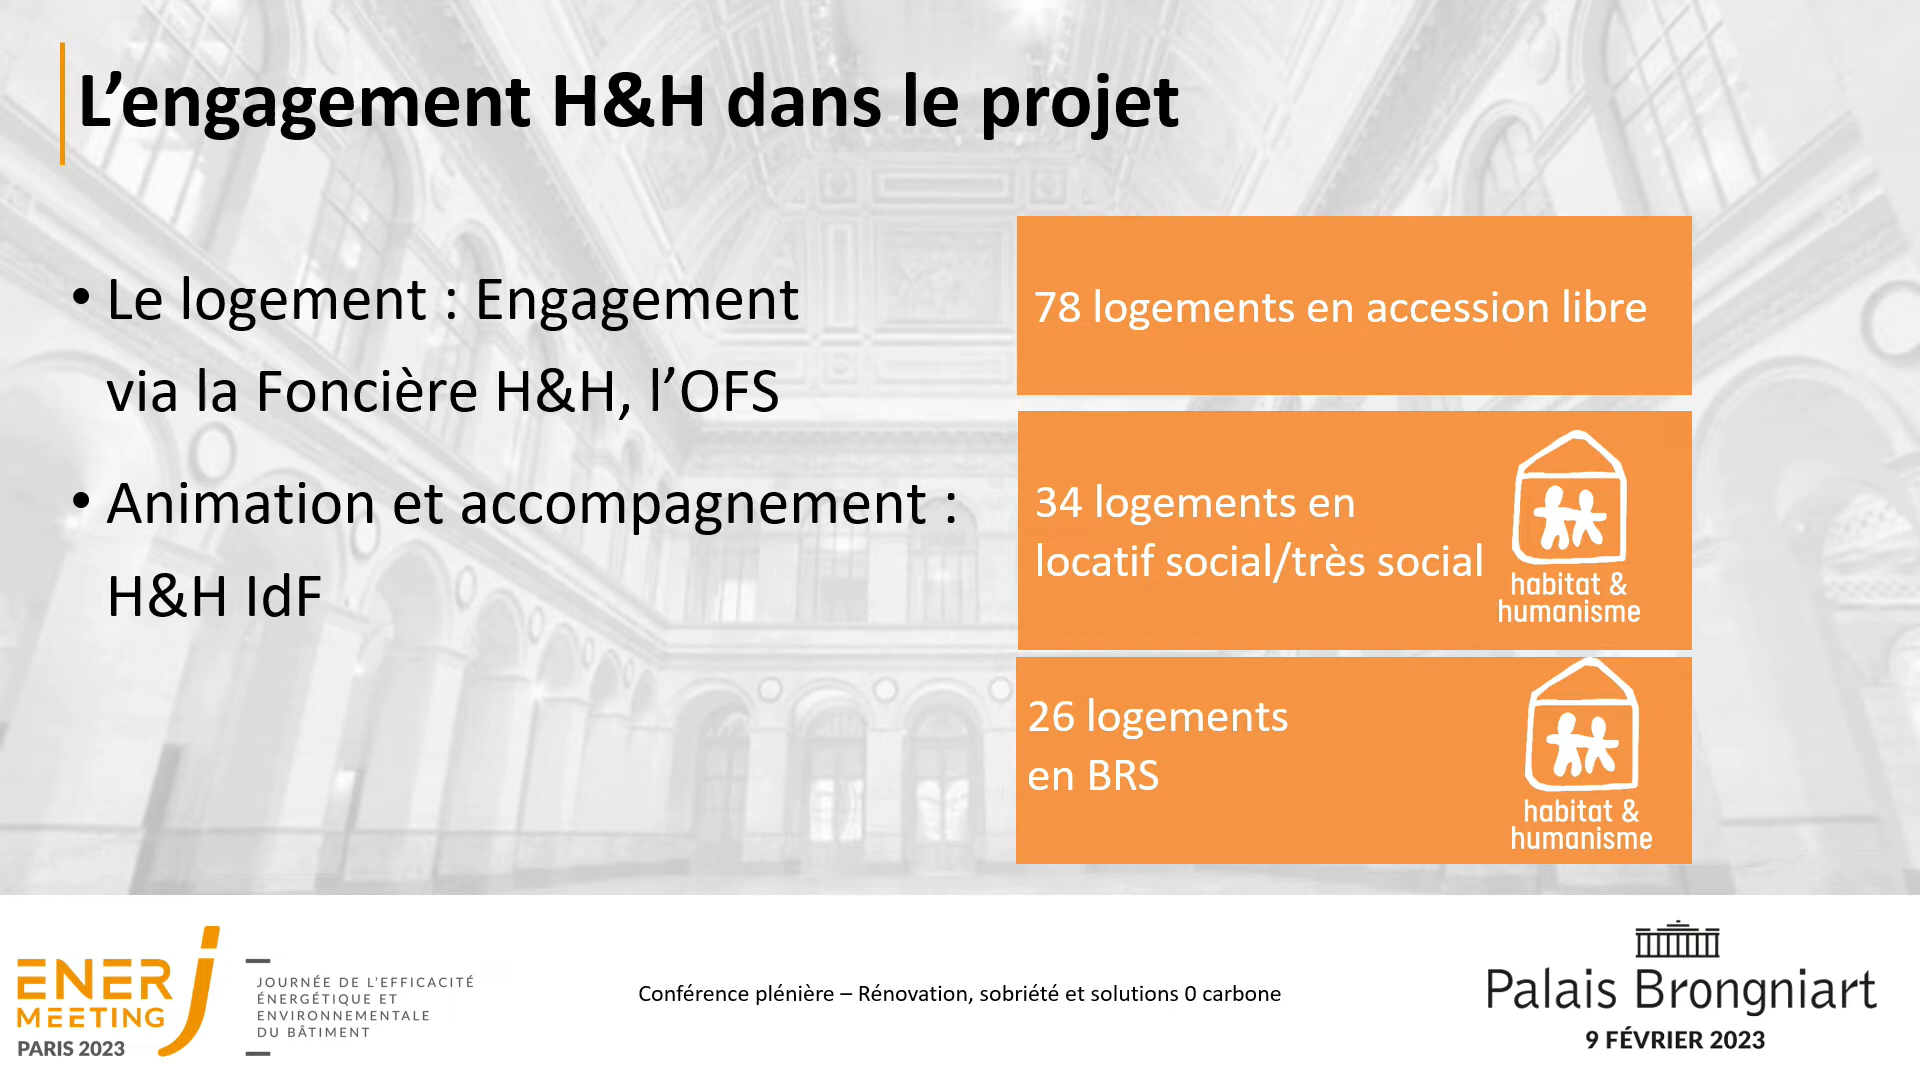 L’engagement H&H dans le projet
• Le logement : Engagement
via la Foncière H&H, l’OFS
• Animation et accompagnement :
H&H IdF
78 logements en accession libre
34 logements en
locatif social/très social
habitat &
humanisme
26 logements
en BRS
habitat &
humanisme
ENERJ
MEETING
PARIS 2023
JOURNÉE DE L’EFFICACITÉ
ÉNERGÉTIQUE ET
ENVIRONNEMENTALE
DU BÂTIMENT
Conférence plénière – Rénovation, sobriété et solutions 0 carbone
Palais Brongniart
9 FÉVRIER 2023